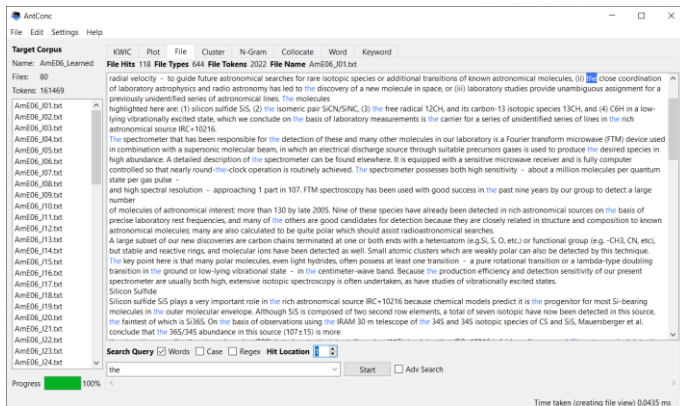 AntConc
File Edit Settings Help
Target Corpus
Name: AmE06_Learned
Files: 80
Tokens: 161469
AmE06_J01.txt
AmE06_J02.txt
AmE06_J03.txt
AmE06_J04.txt
AmE06_J05.txt
AmE06_J06.txt
AmE06_J07.txt
AmE06_J08.txt
AmE06_J09.txt
AmE06_J10.txt
AmE06_J11.txt
AmE06_J12.txt
AmE06_J13.txt
AmE06_J14.txt
AmE06_J15.txt
AmE06_J16.txt
AmE06_J17.txt
AmE06_J18.txt
AmE06_J19.txt
AmE06_J20.txt
AmE06_J21.txt
AmE06_J22.txt
AmE06_J23.txt
AmE06_J24.txt
Progress 100%
KWIC Plot File Cluster N-Gram Collocate Word Keyword
File Hits 118 File Types 644 File Tokens 2022 File Name AmE06_J01.txt
radial velocity - to guide future astronomical searches for rare isotopic species or additional transitions of known astronomical molecules, (ii) the close coordination
of laboratory astrophysics and radio astronomy has led to the discovery of a new molecule in space, or (iii) laboratory studies provide unambiguous evidence for a
previously unidentified series of astronomical lines. The molecules
highlighted here are: (1) silicon sulfide SiS, (2) the isomeric pair SiCN/SiNC, (3) the free radical 12CH, and its carbon-13 isotopic species 13CH, and (4) C6H in a low-
lying vibrationally excited state, which we conclude on the basis of laboratory measurements is the carrier for a series of unidentified series of lines in the rich
astronomical source IRC+10216.
The spectrometer that has been responsible for the detection of these and many other molecules in our laboratory is a Fourier transform microwave (FTM) device used
in combination with a supersonic molecular beam, in which an electrical discharge source through suitable precursors gases is used to produce the desired species in
high abundance. A detailed description of the spectrometer can be found elsewhere. It is equipped with a sensitive microwave receiver and is fully computer
controlled so that nearly round-the-clock operation is routinely achieved. The spectrometer possesses both high sensitivity - about a million molecules per quantum
state per gas pulse -
and high spectral resolution - approaching 1 part in 107. FTM spectroscopy has been used with good success in the past nine years by our group to detect a large
number
of molecules of astronomical interest: more than 130 by late 2005. Nine of these species have already been detected in rich astronomical sources on the basis of
precise laboratory rest frequencies, and many of the others are good candidates for detection because they are closely related in structure and composition to known
astronomical molecules; many are also calculated to be quite polar which should assist radioastronomical searches.
A large subset of our new discoveries are carbon chains terminated at one or both ends with a heteroatom (e.g.Si, S, O, etc.) or functional group (e.g. -CH3, CN, etc),
but stable and reactive rings, and molecular ions have been detected as well. Small atomic clusters which are weakly polar can also be detected by this technique.
The key point here is that many polar molecules, even light hydrides, often possess at least one transition - a pure rotational transition or a lambda-type doubling
transition in the ground or low-lying vibrational state - in the centimeter-wave band. Because the production efficiency and detection sensitivity of our present
spectrometer are usually both high, extensive isotopic spectroscopy is often undertaken, as have studies of vibrationally excited states.
Silicon Sulfide
Silicon sulfide SiS plays a very important role in the rich astronomical source IRC+10216 because chemical models predict it is the progenitor for most Si-bearing
molecules in the outer molecular envelope. Although SiS is composed of two second row elements, a total of seven isotopic have now been detected in this source,
the faintest of which is Si36S. On the basis of observations using the IRAM 30 m telescope of the 34S and 34S isotopic species of CS and SiS, Mauersberger et al.
conclude that the 36S/34S abundance in this source (107±15) is more
Search Query Words Case Regex Hit Location 1
the Start Adv Search
Time taken (creating file view) 0.0435 ms